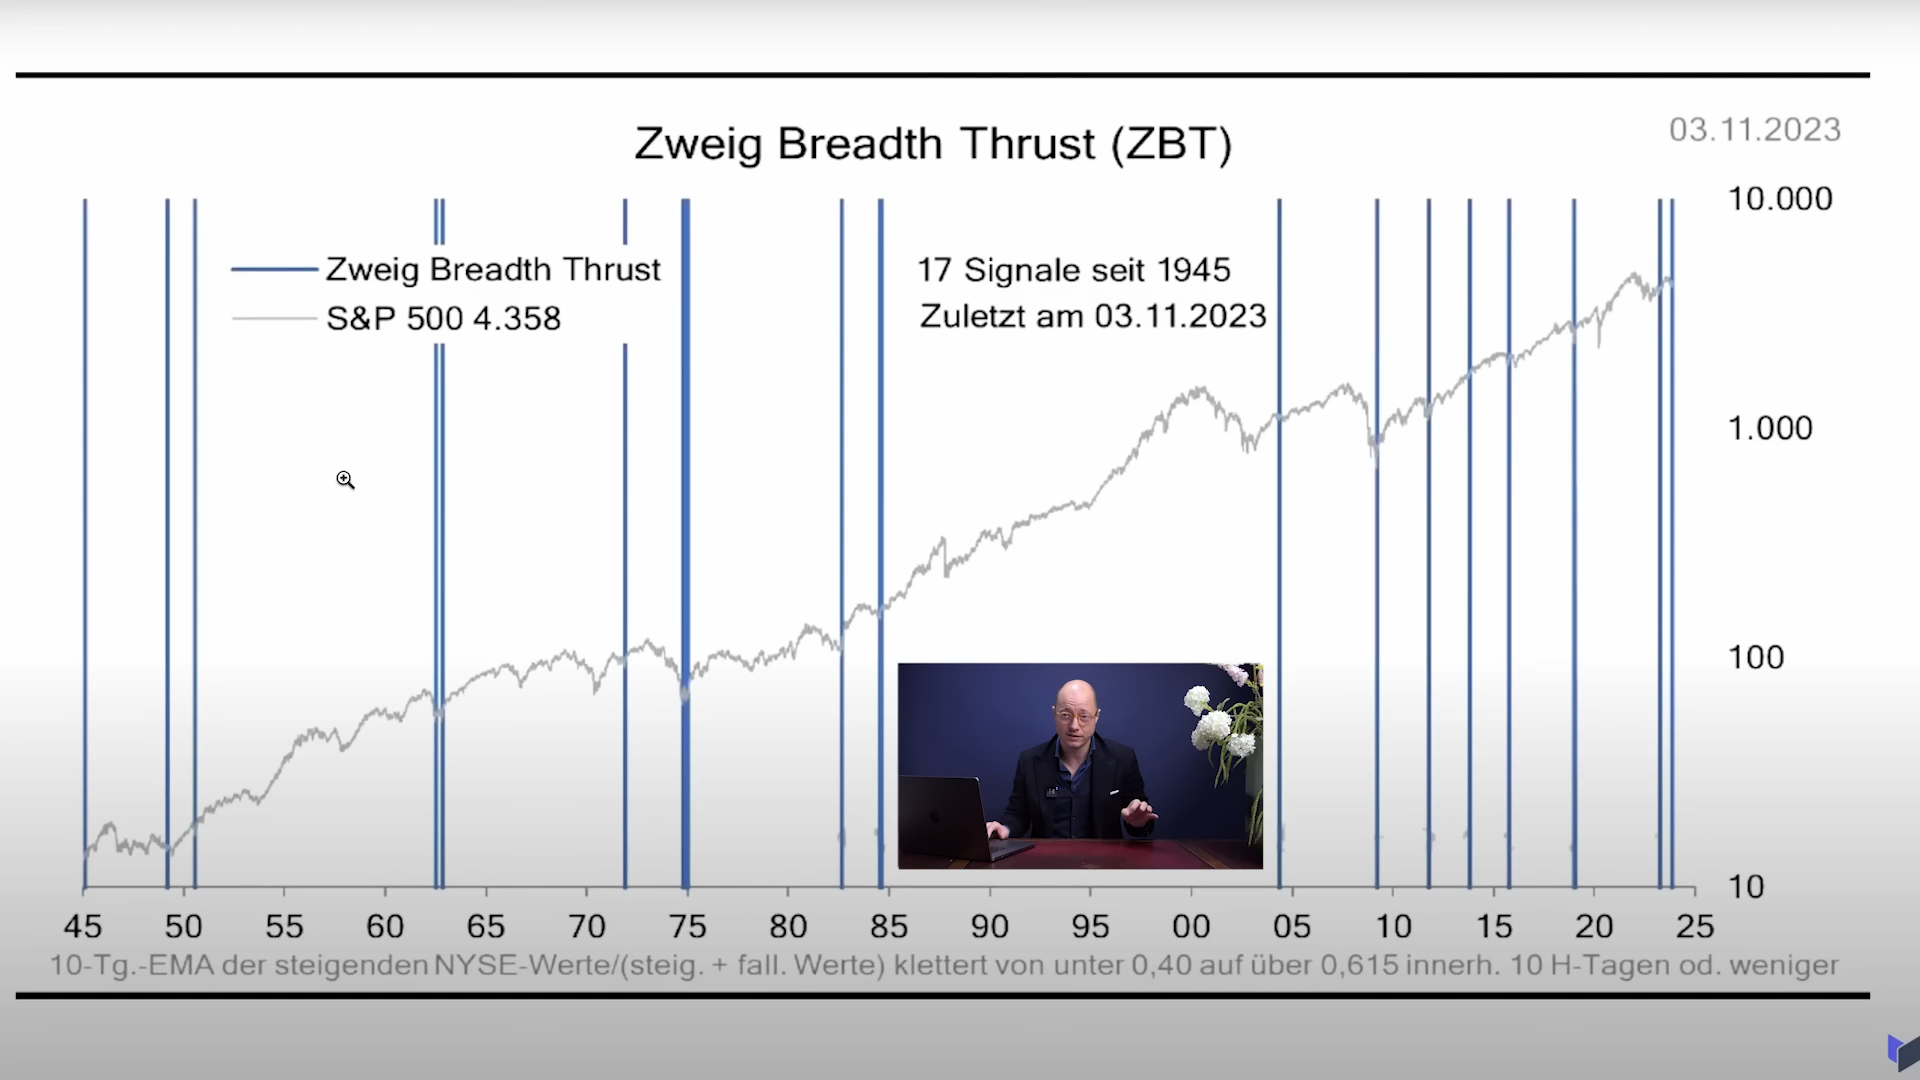 Zweig Breadth Thrust (ZBT)
03.11.2023
10.000
Zweig Breadth Thrust
S&P 500 4.358
17 Signale seit 1945
Zuletzt am 03.11.2023
1.000
100
10
45 50 55 60 65 70 75 80 85 90 95 00 05 10 15 20 25
10-Tg.-EMA der steigenden NYSE-Werte/(steig. + fall. Werte) klettert von unter 0,40 auf über 0,615 innerh. 10 H-Tagen od. weniger